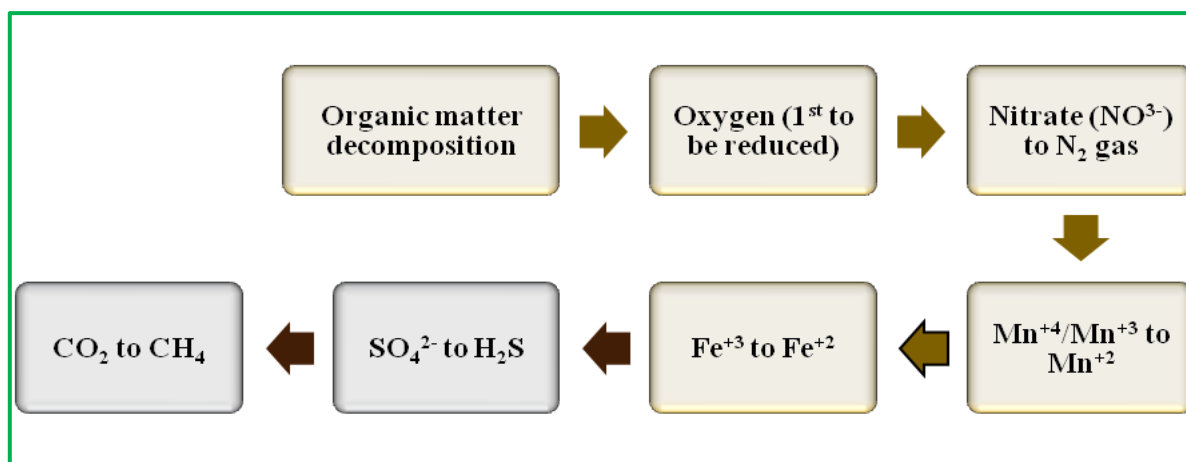 Organic matter
decomposition
Oxygen (1st to
be reduced)
Nitrate (NO³⁻)
to N₂ gas
Mn⁺⁴/Mn⁺³ to
Mn⁺²
Fe⁺³ to Fe⁺²
SO₄²⁻ to H₂S
CO₂ to CH₄